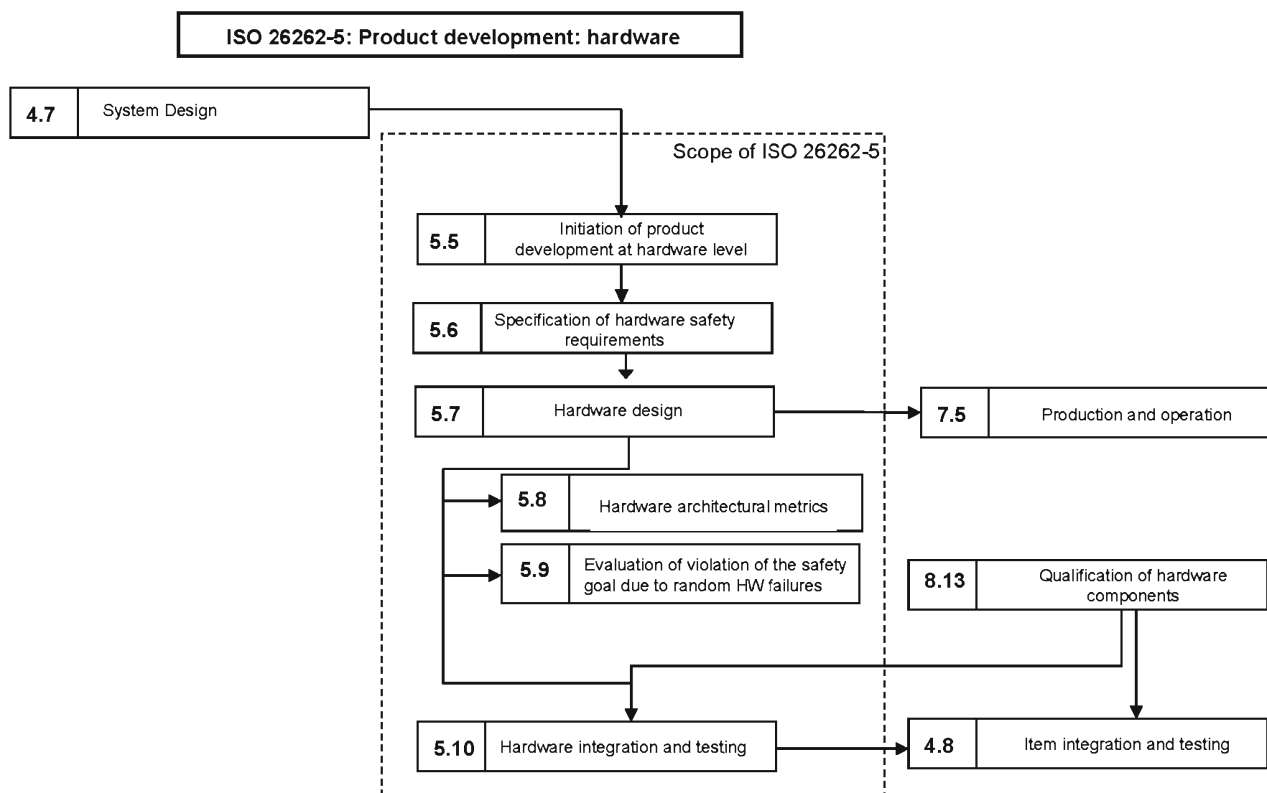 ISO 26262-5: Product development: hardware
4.7
System Design
Scope of ISO 26262-5
5.5
Initiation of product
development at hardware level
5.6
Specification of hardware safety
requirements
5.7
Hardware design
7.5
Production and operation
5.8
Hardware architectural metrics
5.9
Evaluation of violation of the safety
goal due to random HW failures
8.13
Qualification of hardware
components
5.10
Hardware integration and testing
4.8
Item integration and testing